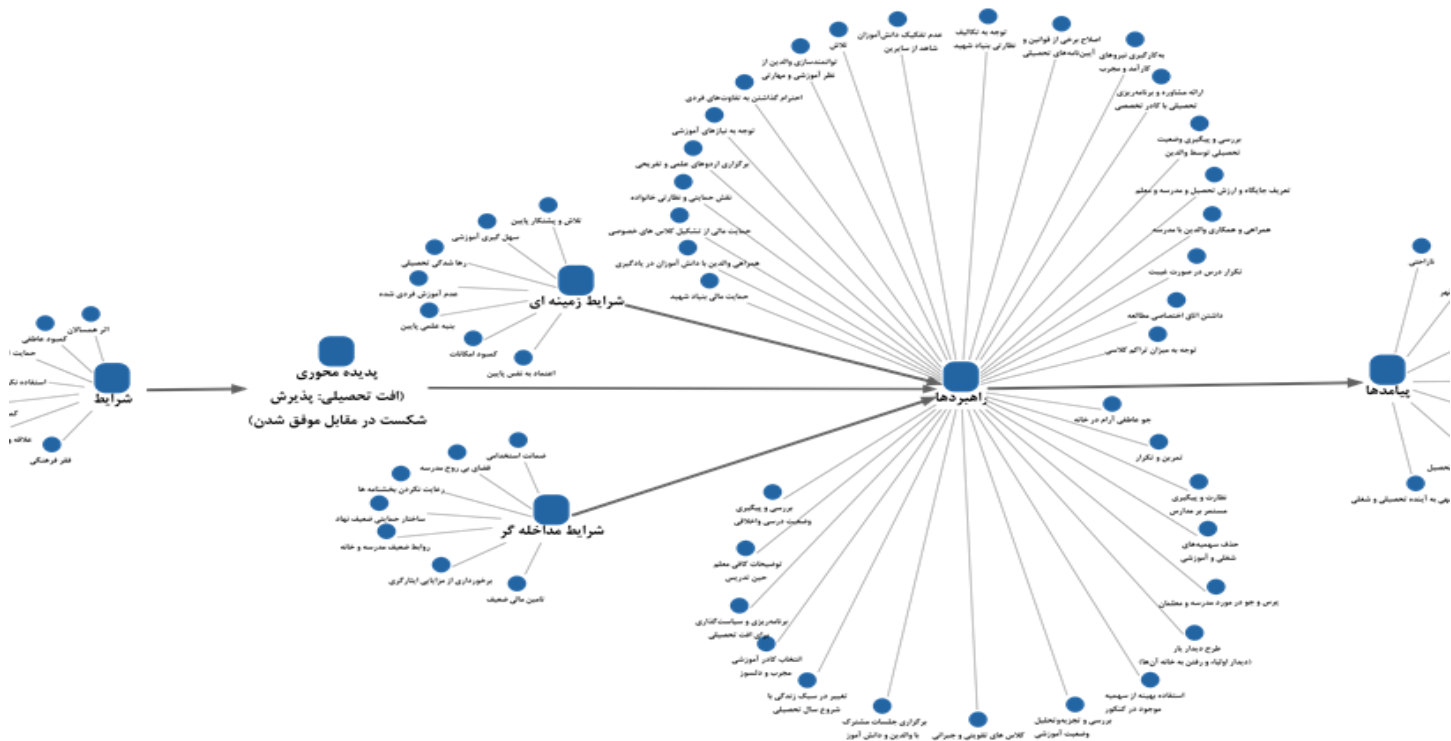 عدم تفکیک دانش‌آموزان
شاهد از سایرین
توجه به تکالیف
نظارتی بنیاد شهید
اصلاح برخی از قوانین و
آیین‌نامه‌های تحصیلی
به‌کارگیری نیروهای
کارآمد و مجرب
تلاش
توانمندسازی والدین از
نظر آموزشی و مهارتی
ارائه مشاوره و برنامه‌ریزی
تحصیلی با کادر تخصصی
احترام گذاشتن به تفاوت‌های فردی
توجه به نیازهای آموزشی
بررسی و پیگیری وضعیت
تحصیلی توسط والدین
برگزاری اردوهای علمی و تفریحی
تعریف جایگاه و ارزش تحصیل و مدرسه و معلم
نقش حمایتی و نظارتی خانواده
حمایت مالی از تشکیل کلاس های خصوصی
همراهی و همکاری والدین با مدرسه
همراهی والدین با دانش آموزان در یادگیری
تکرار درس در صورت غیبت
حمایت مالی بنیاد شهید
داشتن اتاق اختصاصی مطالعه
توجه به میزان تراکم کلاسی
تلاش و پشتکار پایین
سهل گیری آموزشی
رها شدگی تحصیلی
عدم آموزش فردی شده
بنیه علمی پایین
کمبود امکانات
اعتماد به نفس پایین
شرایط زمینه ای
اثر همسالان
کمبود عاطفی
حمایت
استفاده
علاقه و
فقر فرهنگی
شرایط
پدیده محوری
(افت تحصیلی: پذیرش
شکست در مقابل موفق شدن)
راهبردها
ناراحتی
پیامدها
تحصیل
به آینده تحصیلی و شغلی
ضمانت استخدامی
فضای بی روح مدرسه
رعایت نکردن بخشنامه ها
ساختار حمایتی ضعیف نهاد
روابط ضعیف مدرسه و خانه
برخورداری از مزایایی ایثارگری
تامین مالی ضعیف
شرایط مداخله گر
جو عاطفی آرام در خانه
تمرین و تکرار
نظارت و پیگیری
مستمر بر مدارس
حذف سهمیه‌های
شغلی و آموزشی
پرس و جو در مورد مدرسه و معلمان
طرح دیدار یار
(دیدار اولیاء و رفتن به خانه آن‌ها)
استفاده بهینه از سهمیه
موجود در کنکور
بررسی و تجزیه‌وتحلیل
وضعیت آموزشی
کلاس های تقویتی و جبرانی
برگزاری جلسات مشترک
با والدین و دانش آموز
تغییر در سبک زندگی با
شروع سال تحصیلی
انتخاب کادر آموزشی
مجرب و دلسوز
برنامه‌ریزی و سیاست‌گذاری
برای افت تحصیلی
توضیحات کافی معلم
حین تدریس
بررسی و پیگیری
وضعیت درسی واخلاقی